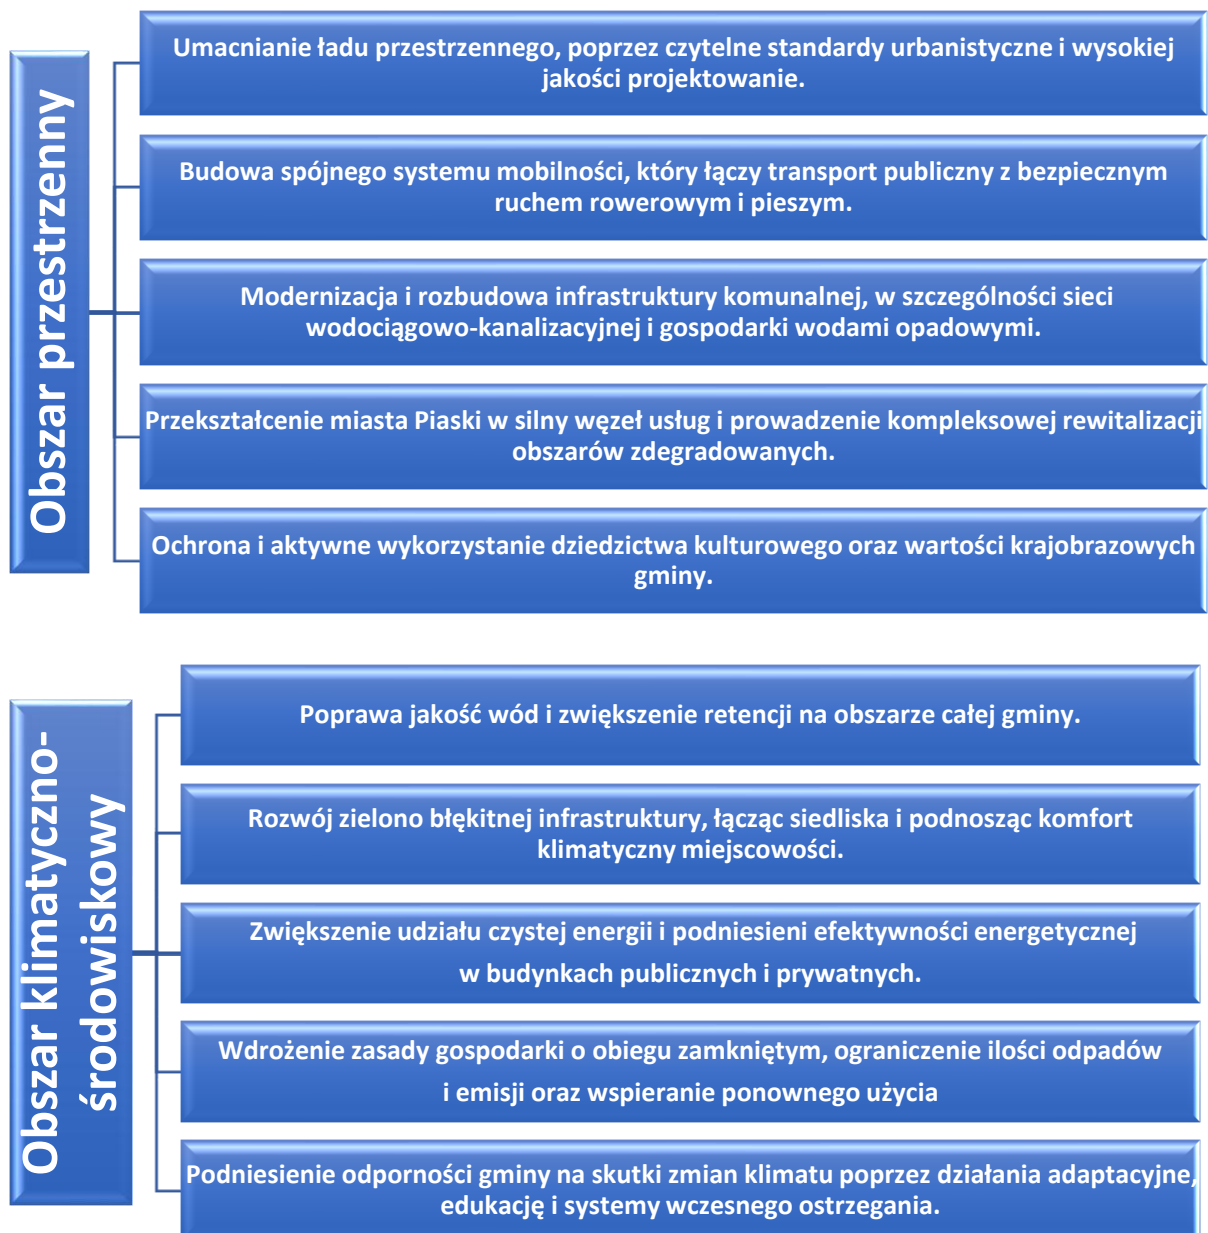 Obszar przestrzenny
Umacnianie ładu przestrzennego, poprzez czytelne standardy urbanistyczne i wysokiej
jakości projektowanie.
Budowa spójnego systemu mobilności, który łączy transport publiczny z bezpiecznym
ruchem rowerowym i pieszym.
Modernizacja i rozbudowa infrastruktury komunalnej, w szczególności sieci
wodociągowo-kanalizacyjnej i gospodarki wodami opadowymi.
Przekształcenie miasta Piaski w silny węzeł usług i prowadzenie kompleksowej rewitalizacji
obszarów zdegradowanych.
Ochrona i aktywne wykorzystanie dziedzictwa kulturowego oraz wartości krajobrazowych
gminy.
Obszar klimatyczno-
środowiskowy
Poprawa jakość wód i zwiększenie retencji na obszarze całej gminy.
Rozwój zielono błękitnej infrastruktury, łącząc siedliska i podnosząc komfort
klimatyczny miejscowości.
Zwiększenie udziału czystej energii i podniesieni efektywności energetycznej
w budynkach publicznych i prywatnych.
Wdrożenie zasady gospodarki o obiegu zamkniętym, ograniczenie ilości odpadów
i emisji oraz wspieranie ponownego użycia
Podniesienie odporności gminy na skutki zmian klimatu poprzez działania adaptacyjne,
edukację i systemy wczesnego ostrzegania.